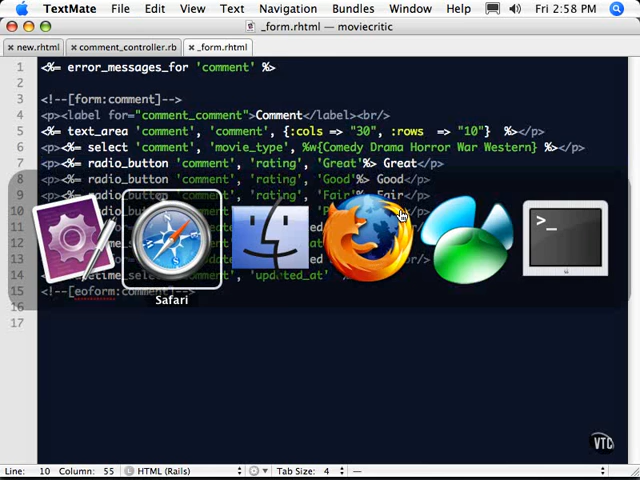 TextMate File Edit View Text Navigation Bundles Window Help Fri 2:58 PM
_form.rhtml — moviecritic
new.rhtml comment_controller.rb _form.rhtml
1 <%= error_messages_for 'comment' %>
2
3 <!--[form:comment]-->
4 <p><label for="comment_comment">Comment</label><br/>
5 <%= text_area 'comment', 'comment', {:cols => "30", :rows => "10"} %></p>
6 <p><%= select 'comment', 'movie_type', %w{Comedy Drama Horror War Western} %></p>
7 <p><%= radio_button 'comment', 'rating', 'Great'%> Great</p>
8 <p><%= radio_button 'comment', 'rating', 'Good'%> Good</p>
9 <p><%= radio_button 'comment', 'rating', 'Fair'%> Fair</p>
10
11
12
13
14 'updated_at' %></p>
15 <!--[eoform:comment]-->
16
17
>_
Safari
VTC
Line: 10 Column: 55 L HTML (Rails) Tab Size: 4 —